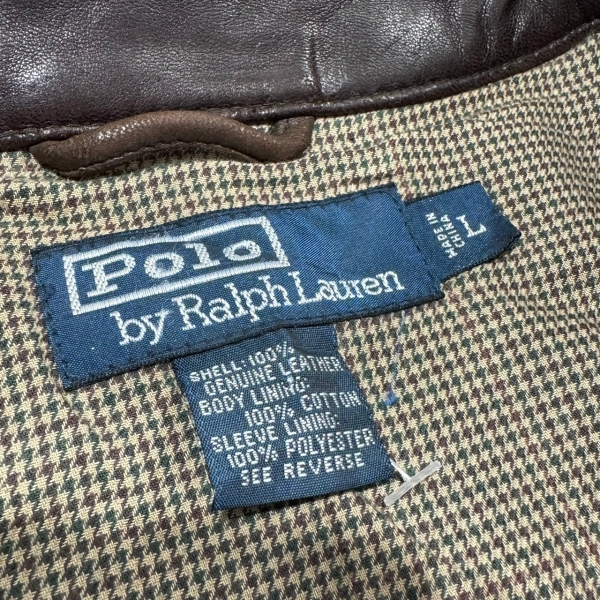 Polo
by Ralph Lauren
L
MADE IN
CHINA
SHELL: 100%
GENUINE LEATHER
BODY LINING:
100% COTTON
SLEEVE LINING:
100% POLYESTER
SEE REVERSE